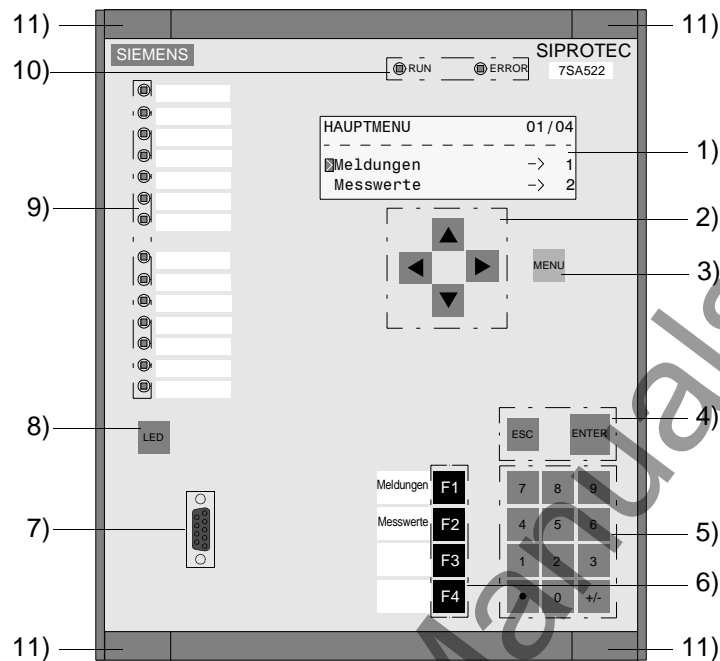 11)
11)
SIEMENS
SIPROTEC
10)
RUN
ERROR
7SA522
HAUPTMENU 01/04
1)
Meldungen -> 1
Messwerte -> 2
9)
2)
MENU
3)
8)
LED
ESC
ENTER
4)
Meldungen F1
7 8 9
7)
Messwerte F2
4 5 6
5)
F3
1 2 3
6)
F4
• 0 +/-
11)
11)
Manuals